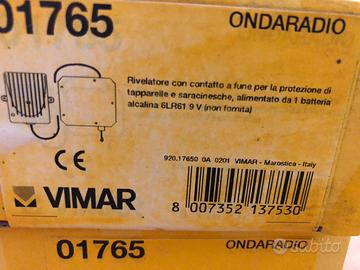 01765
ONDARADIO
Rivelatore con contatto a fune per la protezione di
tapparelle e saracinesche, alimentato da 1 batteria
alcalina 6LR61 9 V (non fornita)
CE
920.17650 0A 0201 VIMAR - Marostica - Italy
VIMAR
8 007352 137530
01765
ONDARADIO
subito